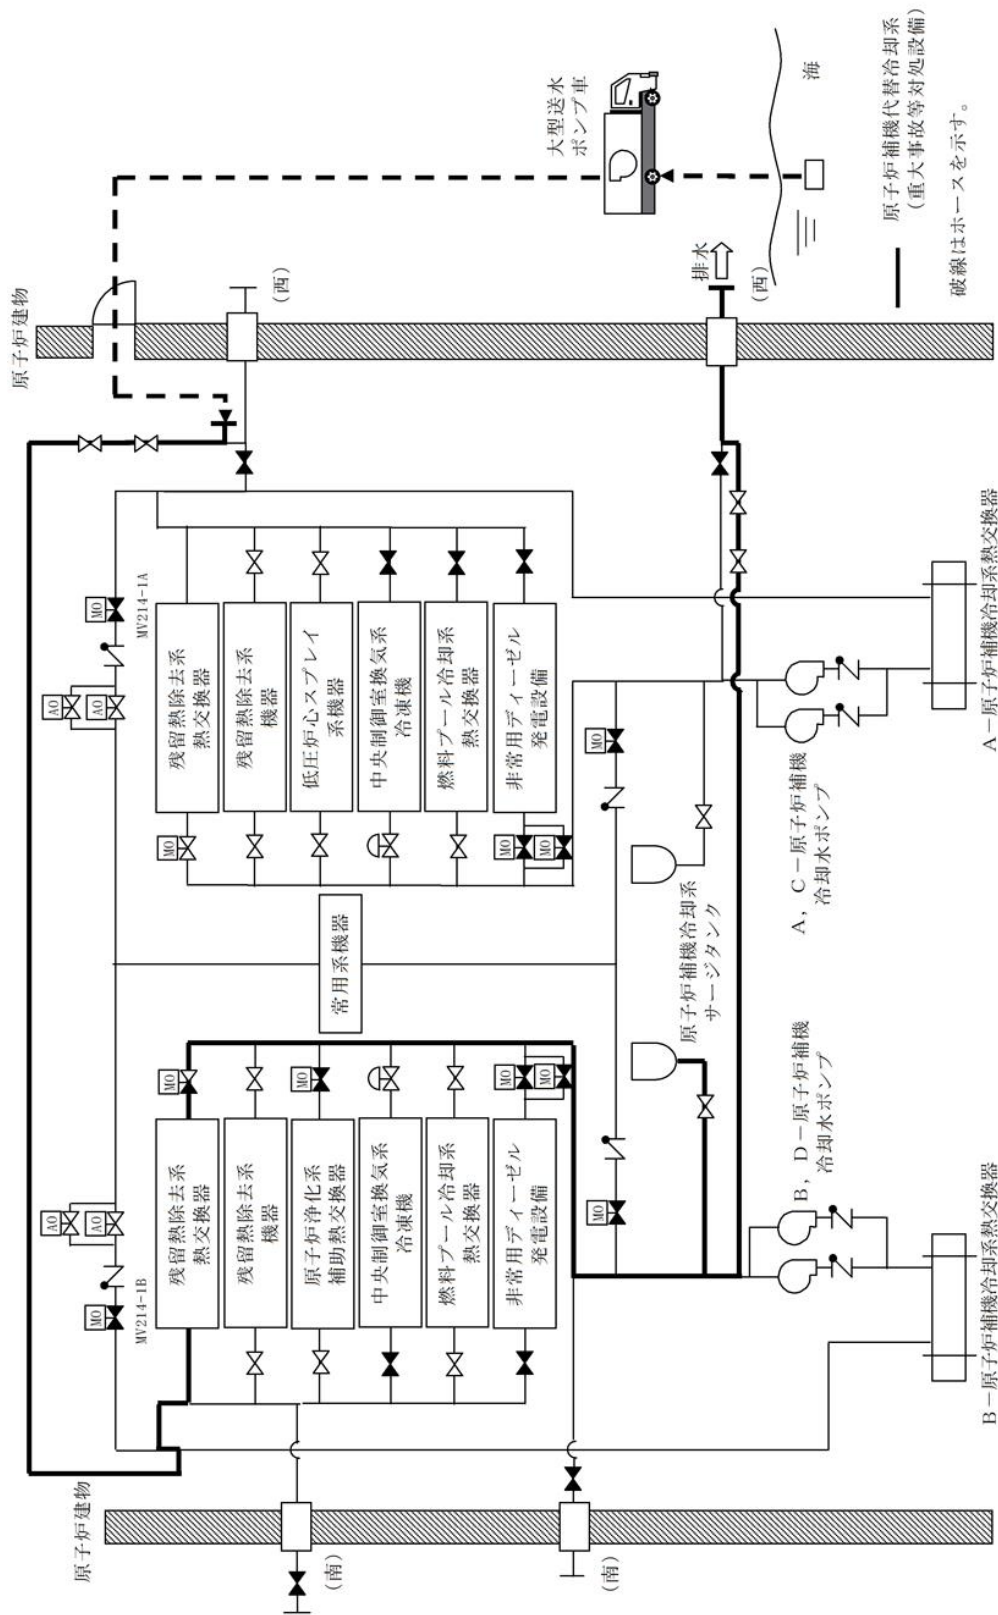 原子炉建物
原子炉建物
AO
AO
AO
AO
MO
MO
MV214-1B
MV214-1A
残留熱除去系
熱交換器
MO
MO
残留熱除去系
熱交換器
残留熱除去系
機器
残留熱除去系
機器
原子炉浄化系
補助熱交換器
MO
常用系機器
低圧炉心スプレイ
系機器
中央制御室換気系
冷凍機
中央制御室換気系
冷凍機
燃料プール冷却系
熱交換器
燃料プール冷却系
熱交換器
非常用ディーゼル
発電設備
MO
MO
MO
MO
非常用ディーゼル
発電設備
(南)
(南)
(西)
大型送水
ポンプ車
MO
MO
原子炉補機冷却系
サージタンク
排水
(西)
海
B,D-原子炉補機
冷却水ポンプ
A,C-原子炉補機
冷却水ポンプ
B-原子炉補機冷却系熱交換器
A-原子炉補機冷却系熱交換器
原子炉補機代替冷却系
(重大事故等対処設備)
破線はホースを示す。